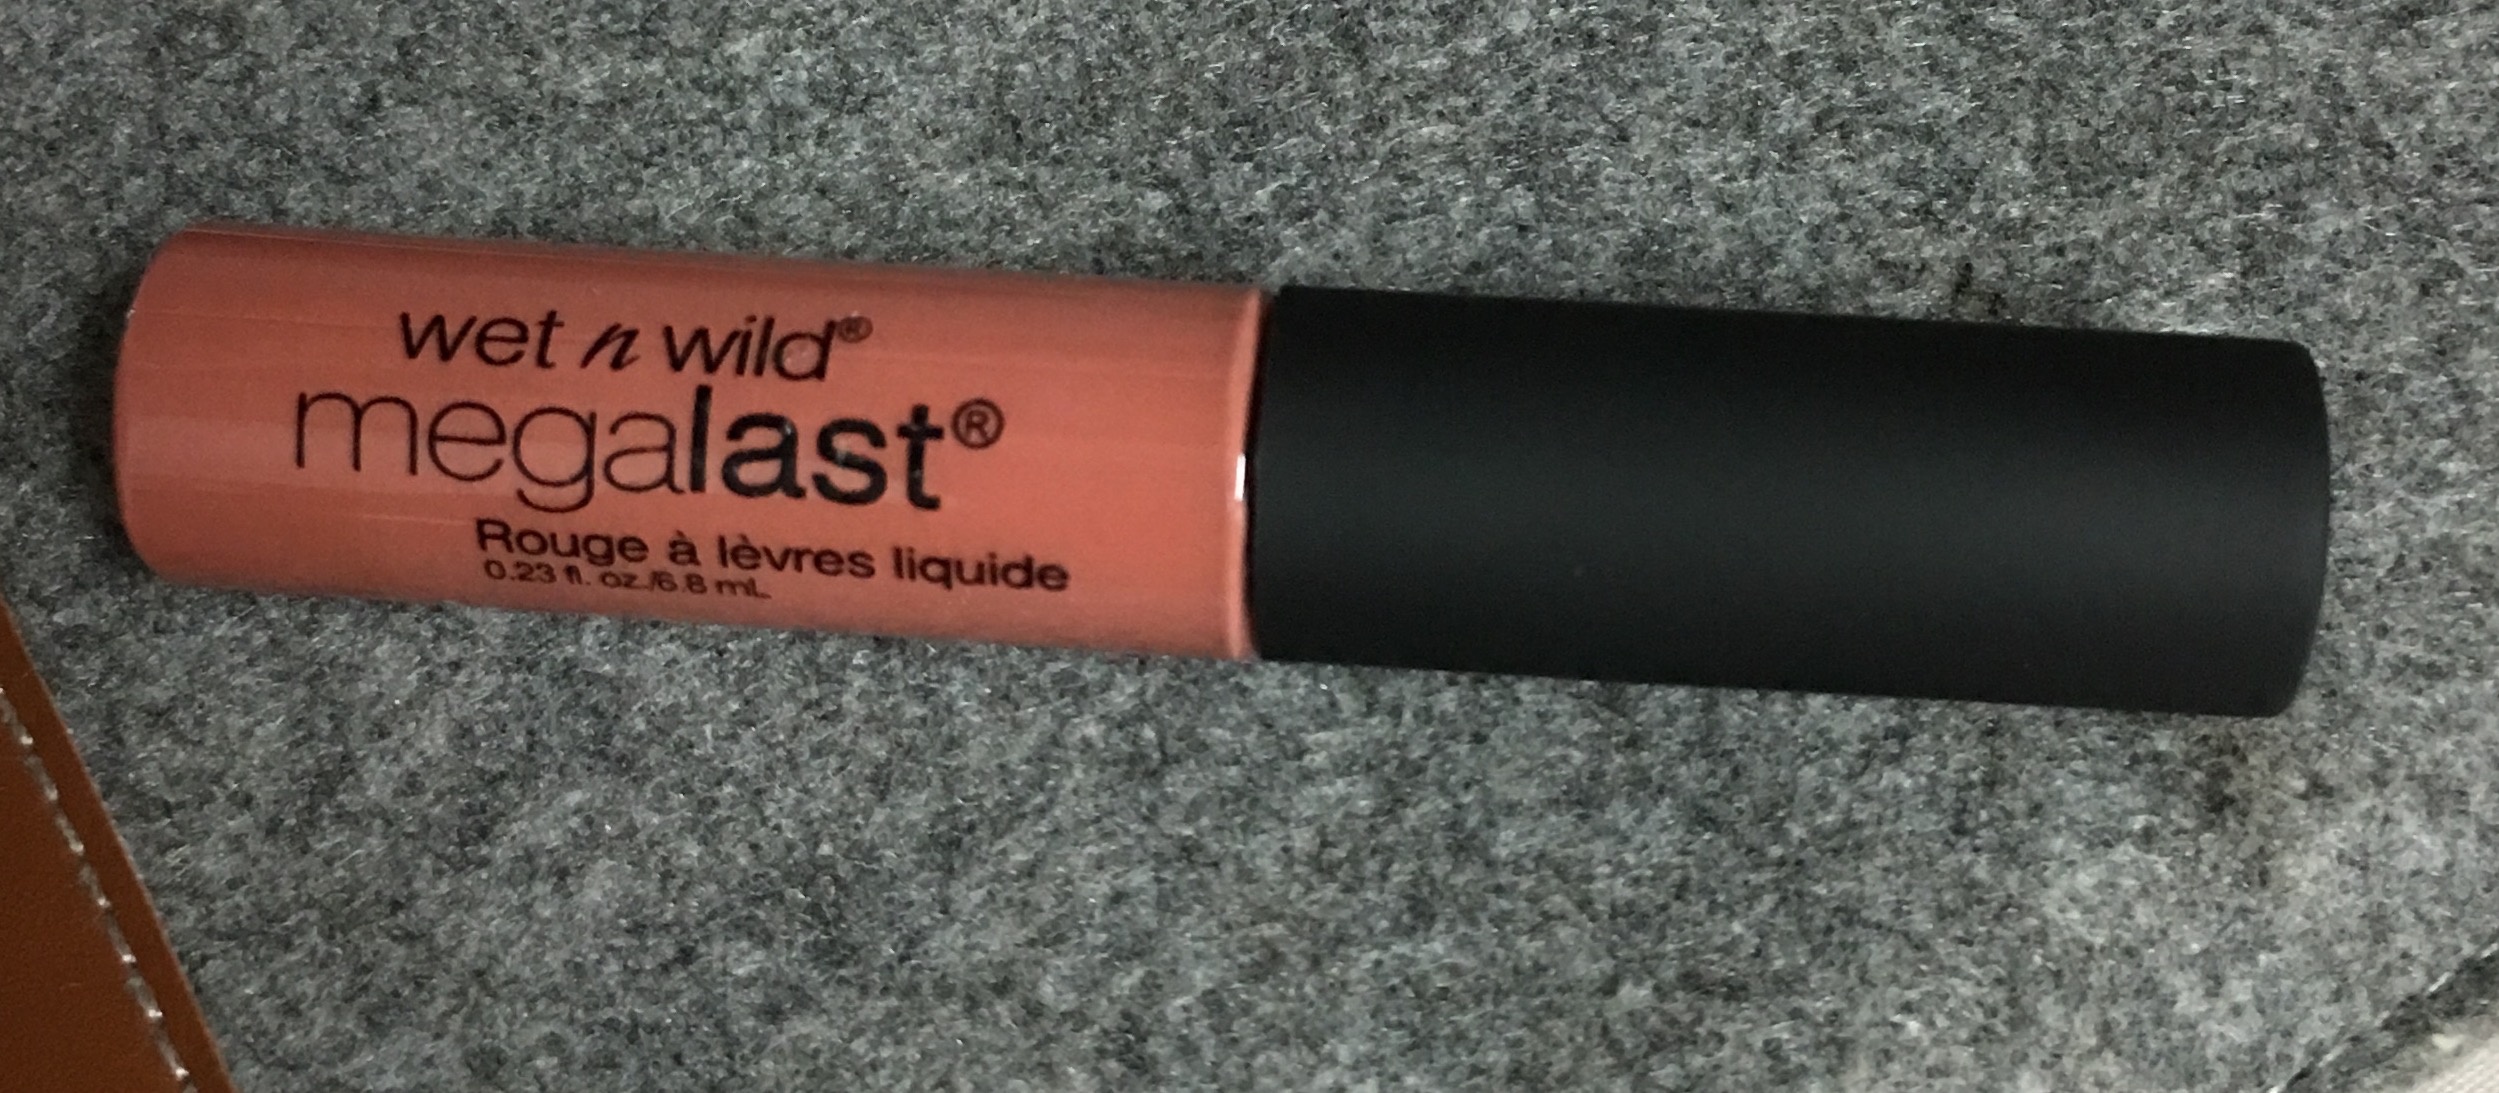 wet n wild®
megalast®
Rouge à lèvres liquide
0.23 fl. oz./6.8 mL